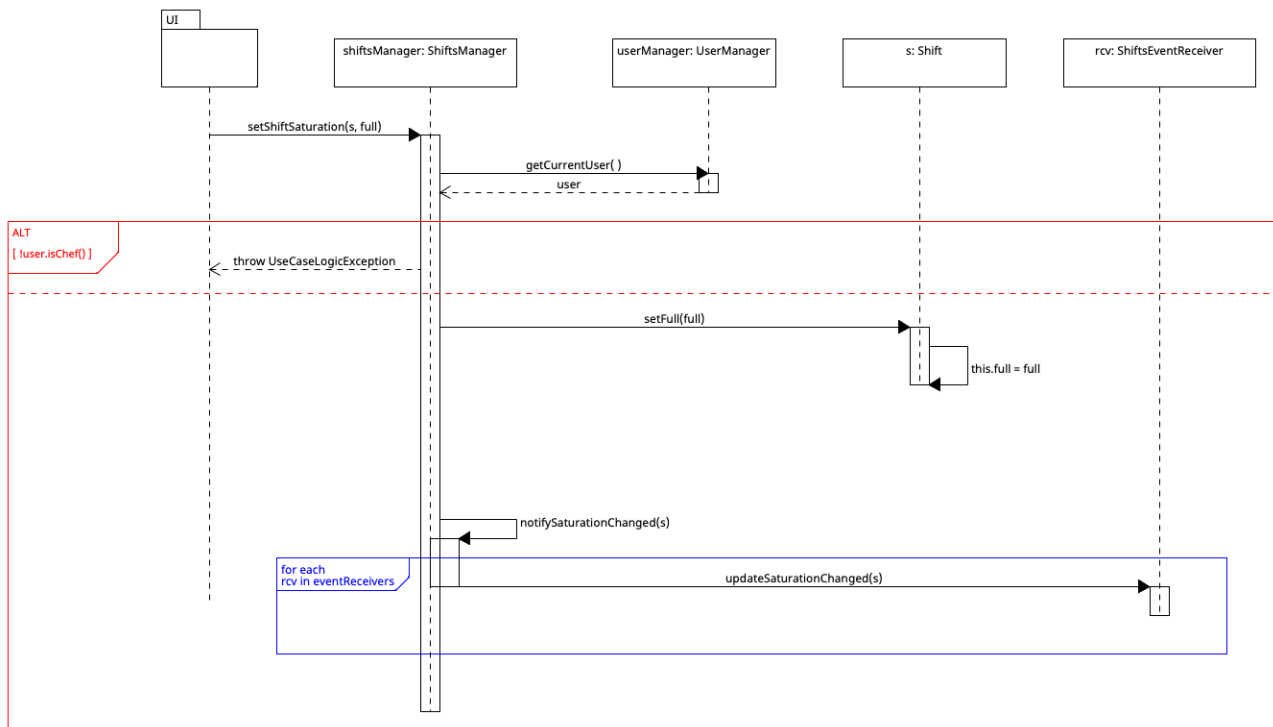 UI
shiftsManager: ShiftsManager
userManager: UserManager
s: Shift
rcv: ShiftsEventReceiver
setShiftSaturation(s, full)
getCurrentUser( )
user
ALT
[ !user.isChef() ]
throw UseCaseLogicException
setFull(full)
this.full = full
notifySaturationChanged(s)
for each
rcv in eventReceivers
updateSaturationChanged(s)